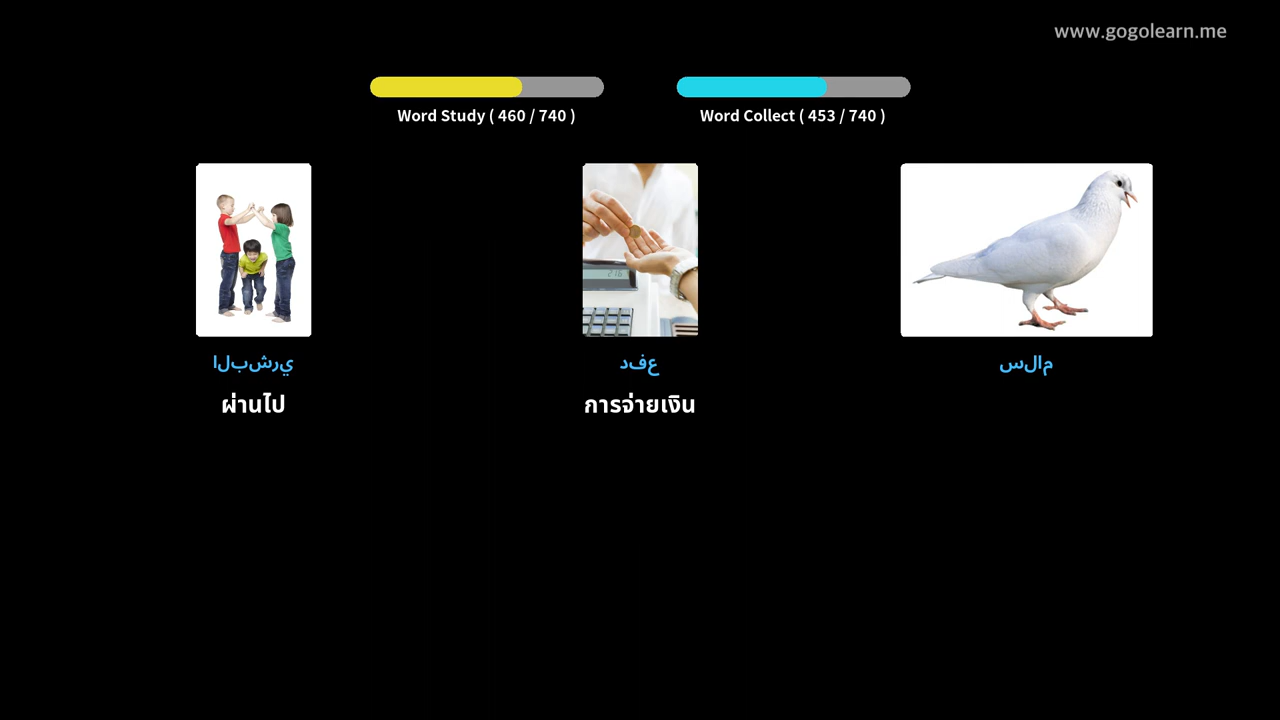 www.gogolearn.me
Word Study ( 460 / 740 )
Word Collect ( 453 / 740 )
البشري
دفع
سلام
ผ่านไป
การจ่ายเงิน